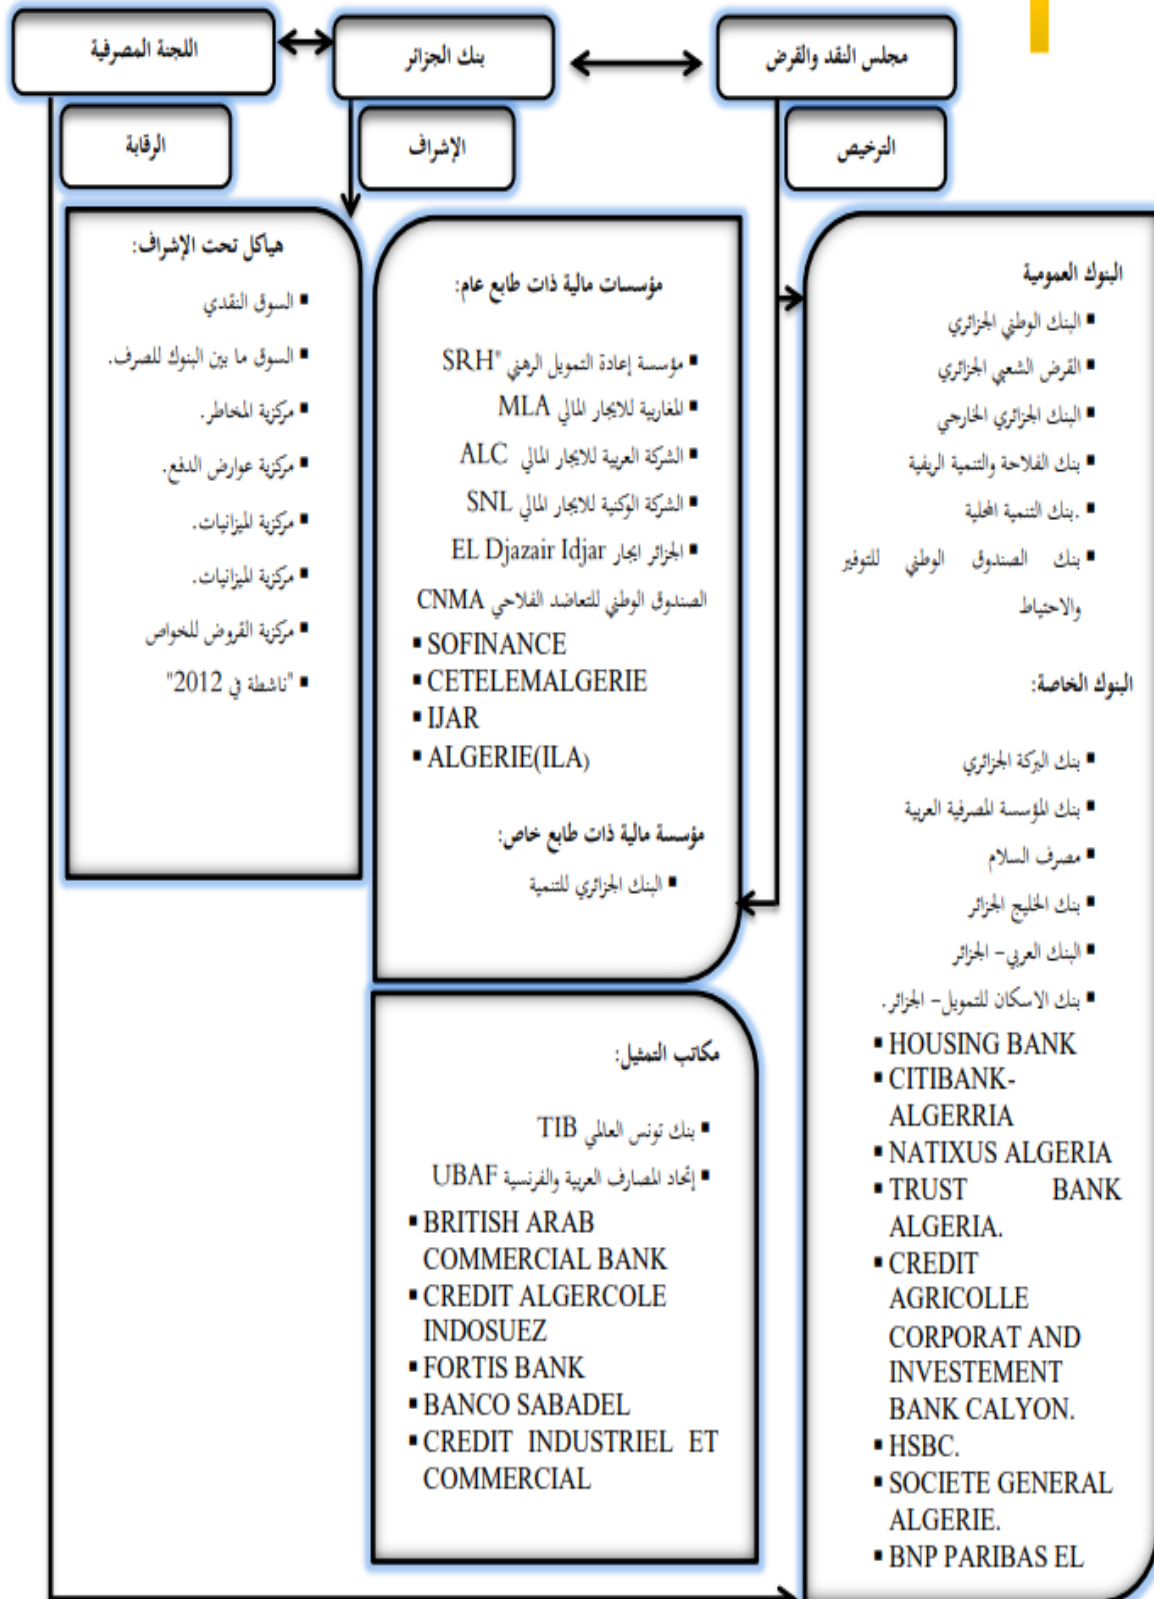 مجلس النقد والقرض
بنك الجزائر
اللجنة المصرفية
الترخيص
الإشراف
الرقابة
البنوك العمومية
▪ البنك الوطني الجزائري
▪ القرض الشعبي الجزائري
▪ البنك الجزائري الخارجي
▪ بنك الفلاحة والتنمية الريفية
▪ .بنك التنمية المحلية
▪ بنك الصندوق الوطني للتوفير
والاحتياط
البنوك الخاصة:
▪ بنك البركة الجزائري
▪ بنك المؤسسة المصرفية العربية
▪ مصرف السلام
▪ بنك الخليج الجزائر
▪ البنك العربي– الجزائر
▪ بنك الاسكان للتمويل– الجزائر.
▪ HOUSING BANK
▪ CITIBANK-
ALGERRIA
▪ NATIXUS ALGERIA
▪ TRUST BANK
ALGERIA.
▪ CREDIT
AGRICOLLE
CORPORAT AND
INVESTEMENT
BANK CALYON.
▪ HSBC.
▪ SOCIETE GENERAL
ALGERIE.
▪ BNP PARIBAS EL
مؤسسات مالية ذات طابع عام:
▪ مؤسسة إعادة التمويل الرهني "SRH
▪ المغاربية للايجار المالي MLA
▪ الشركة العربية للايجار المالي ALC
▪ الشركة الوكنية للايجار المالي SNL
▪ الجزائر ايجار EL Djazair Idjar
الصندوق الوطني للتعاضد الفلاحي CNMA
▪ SOFINANCE
▪ CETELEMALGERIE
▪ IJAR
▪ ALGERIE(ILA)
مؤسسة مالية ذات طابع خاص:
▪ البنك الجزائري للتنمية
مكاتب التمثيل:
▪ بنك تونس العالمي TIB
▪ إتحاد المصارف العربية والفرنسية UBAF
▪ BRITISH ARAB
COMMERCIAL BANK
▪ CREDIT ALGERCOLE
INDOSUEZ
▪ FORTIS BANK
▪ BANCO SABADEL
▪ CREDIT INDUSTRIEL ET
COMMERCIAL
هياكل تحت الإشراف:
▪ السوق النقدي
▪ السوق ما بين البنوك للصرف.
▪ مركزية المخاطر.
▪ مركزية عوارض الدفع.
▪ مركزية الميزانيات.
▪ مركزية الميزانيات.
▪ مركزية القروض للخواص
▪ "ناشطة في 2012"